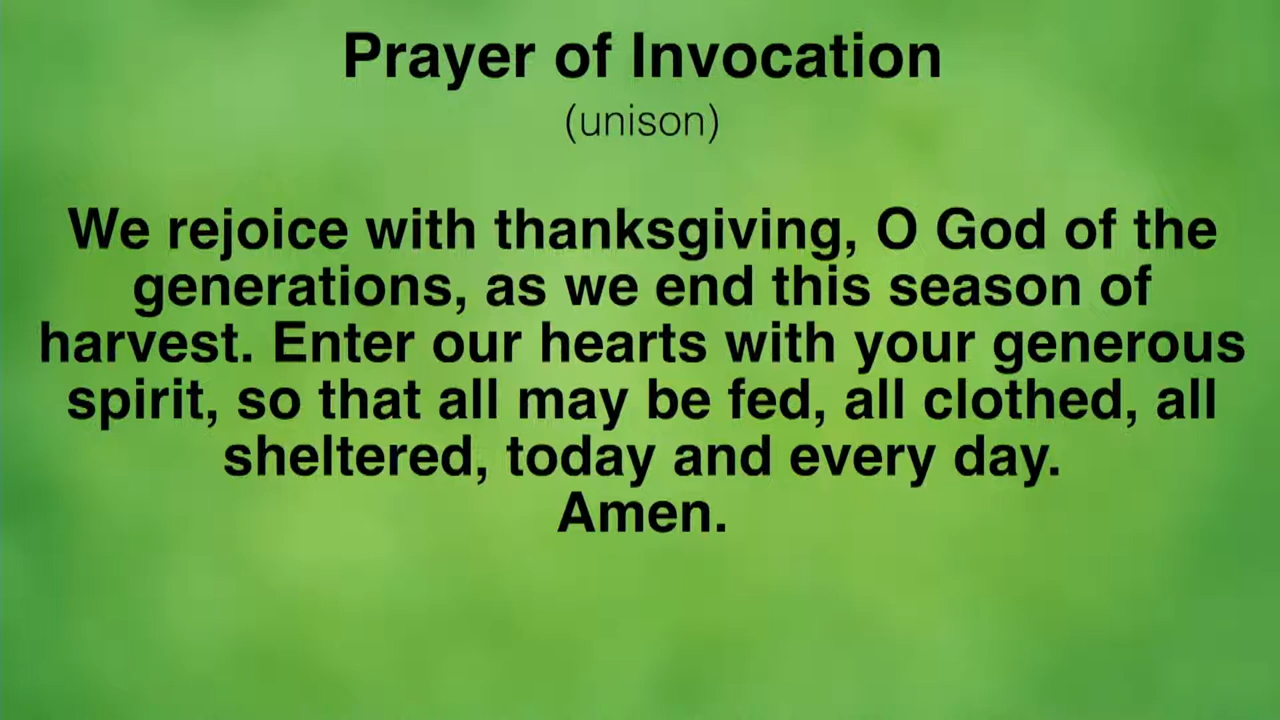 Prayer of Invocation
(unison)
We rejoice with thanksgiving, O God of the
generations, as we end this season of
harvest. Enter our hearts with your generous
spirit, so that all may be fed, all clothed, all
sheltered, today and every day.
Amen.